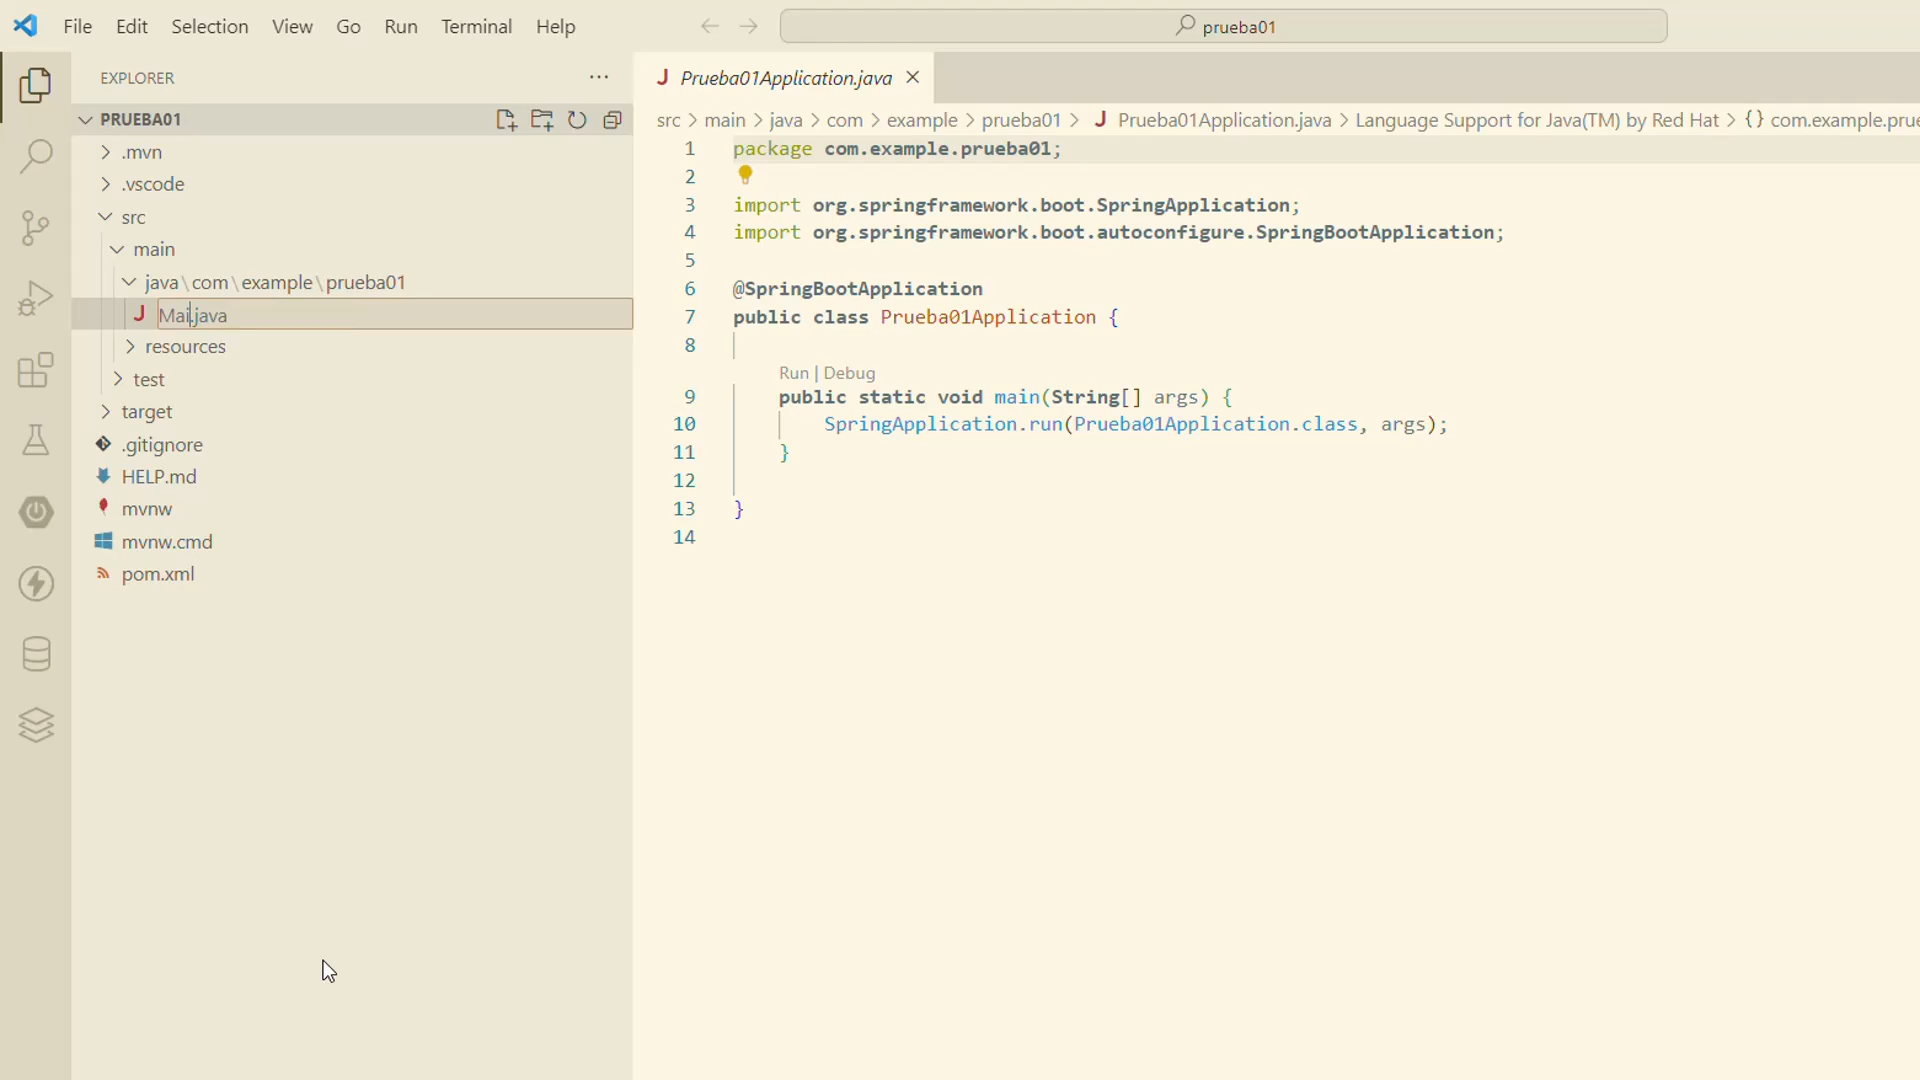 File Edit Selection View Go Run Terminal Help
prueba01
EXPLORER
PRUEBA01
.mvn
.vscode
src
main
java\com\example\prueba01
Mai.java
resources
test
target
.gitignore
HELP.md
mvnw
mvnw.cmd
pom.xml
Prueba01Application.java
src > main > java > com > example > prueba01 > Prueba01Application.java > Language Support for Java(TM) by Red Hat > {} com.example.prue
1 package com.example.prueba01;
2
3 import org.springframework.boot.SpringApplication;
4 import org.springframework.boot.autoconfigure.SpringBootApplication;
5
6 @SpringBootApplication
7 public class Prueba01Application {
8
Run | Debug
9 public static void main(String[] args) {
10 SpringApplication.run(Prueba01Application.class, args);
11 }
12
13 }
14